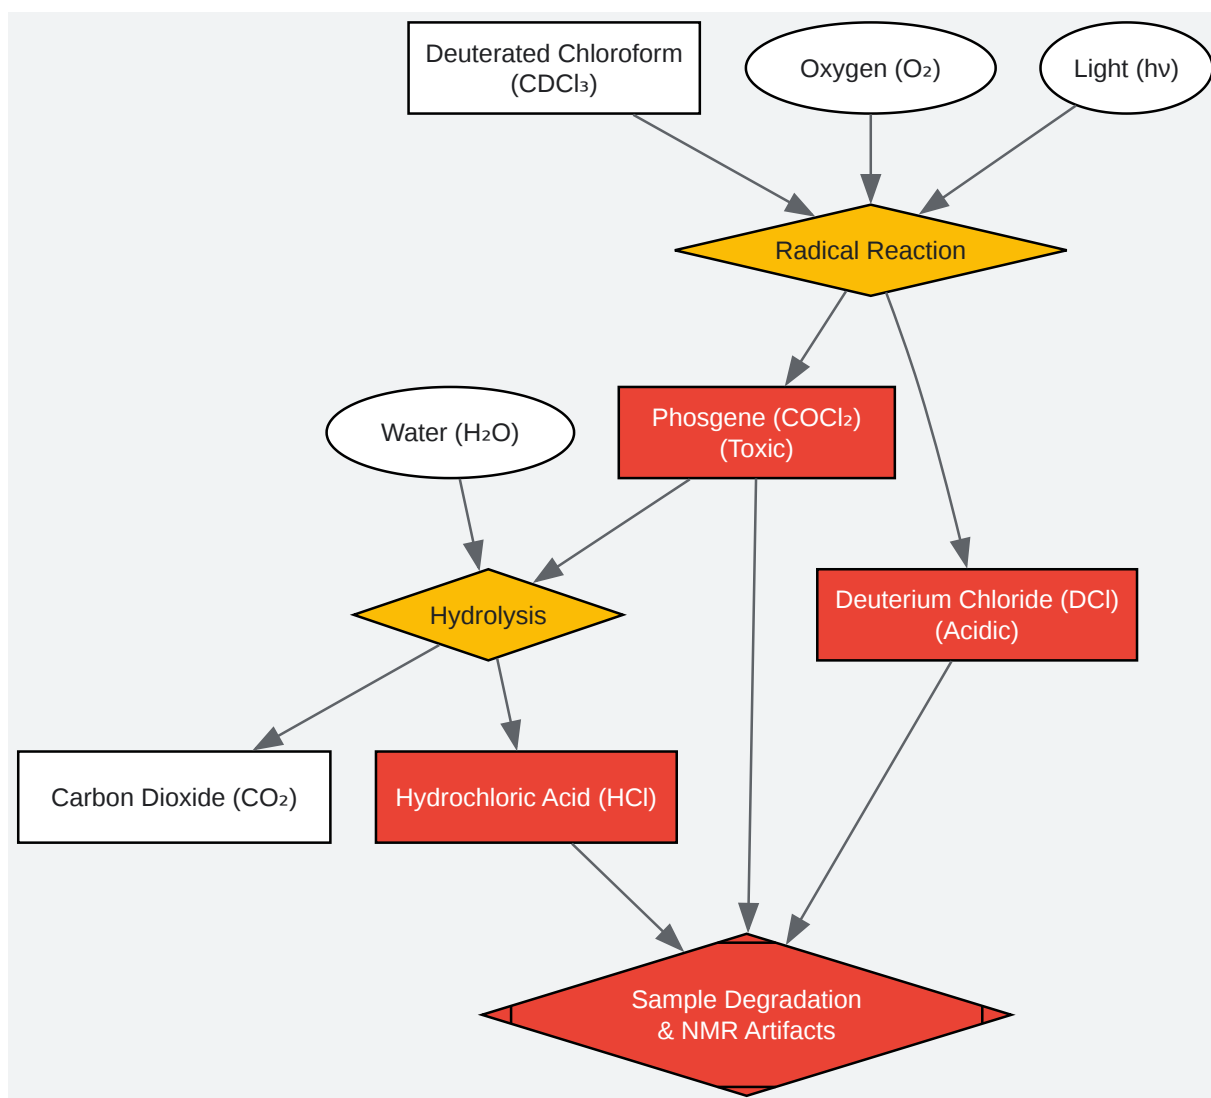 Deuterated Chloroform
(CDCl₃)
Oxygen (O₂)
Light (hν)
Radical Reaction
Water (H₂O)
Phosgene (COCl₂)
(Toxic)
Hydrolysis
Deuterium Chloride (DCl)
(Acidic)
Carbon Dioxide (CO₂)
Hydrochloric Acid (HCl)
Sample Degradation
& NMR Artifacts